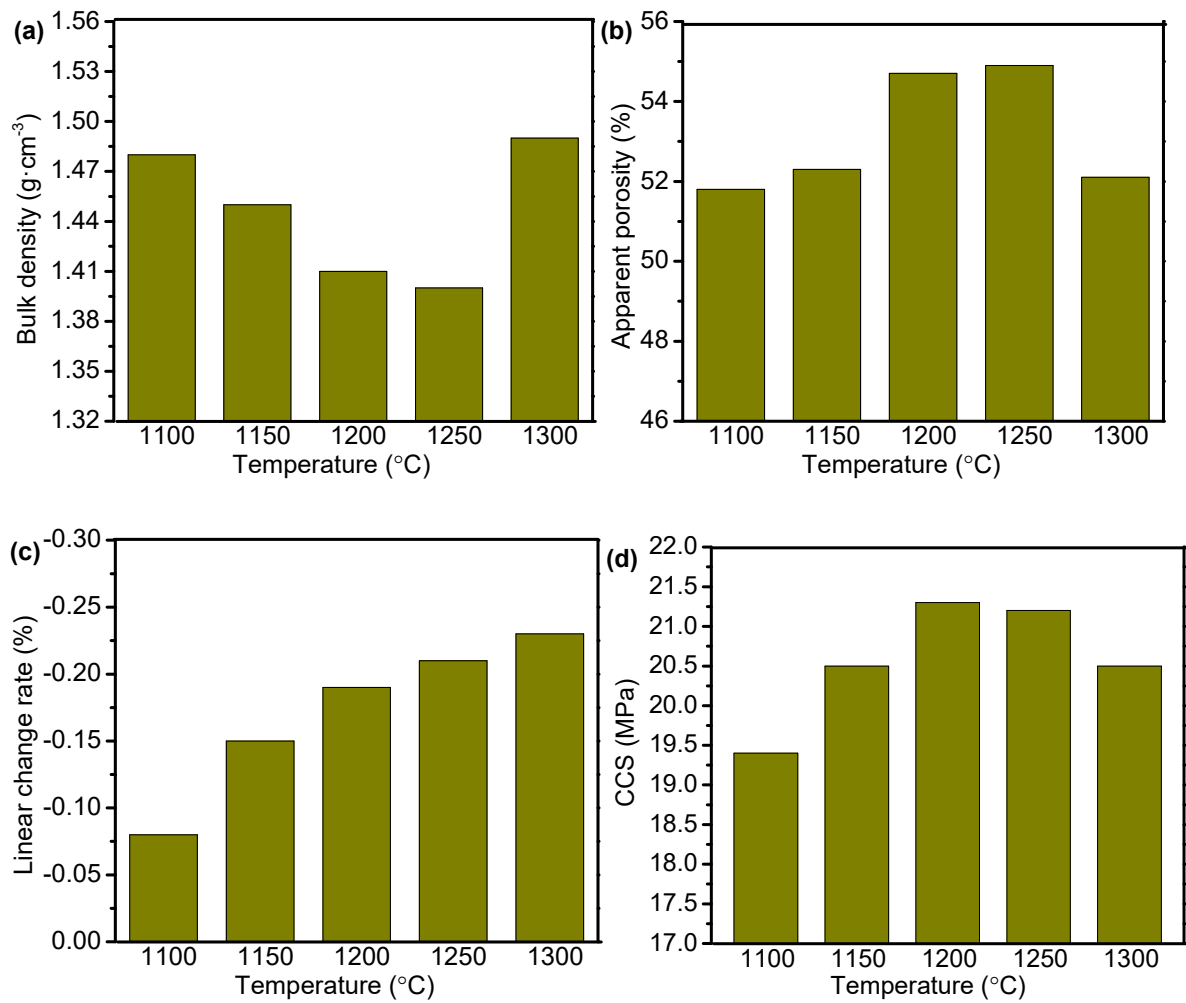 (a)
Bulk density (g·cm⁻³)
1.56
1.53
1.50
1.47
1.44
1.41
1.38
1.35
1.32
1100 1150 1200 1250 1300
Temperature (°C)
(b)
Apparent porosity (%)
56
54
52
50
48
46
1100 1150 1200 1250 1300
Temperature (°C)
(c)
Linear change rate (%)
-0.30
-0.25
-0.20
-0.15
-0.10
-0.05
0.00
1100 1150 1200 1250 1300
Temperature (°C)
(d)
CCS (MPa)
22.0
21.5
21.0
20.5
20.0
19.5
19.0
18.5
18.0
17.5
17.0
1100 1150 1200 1250 1300
Temperature (°C)